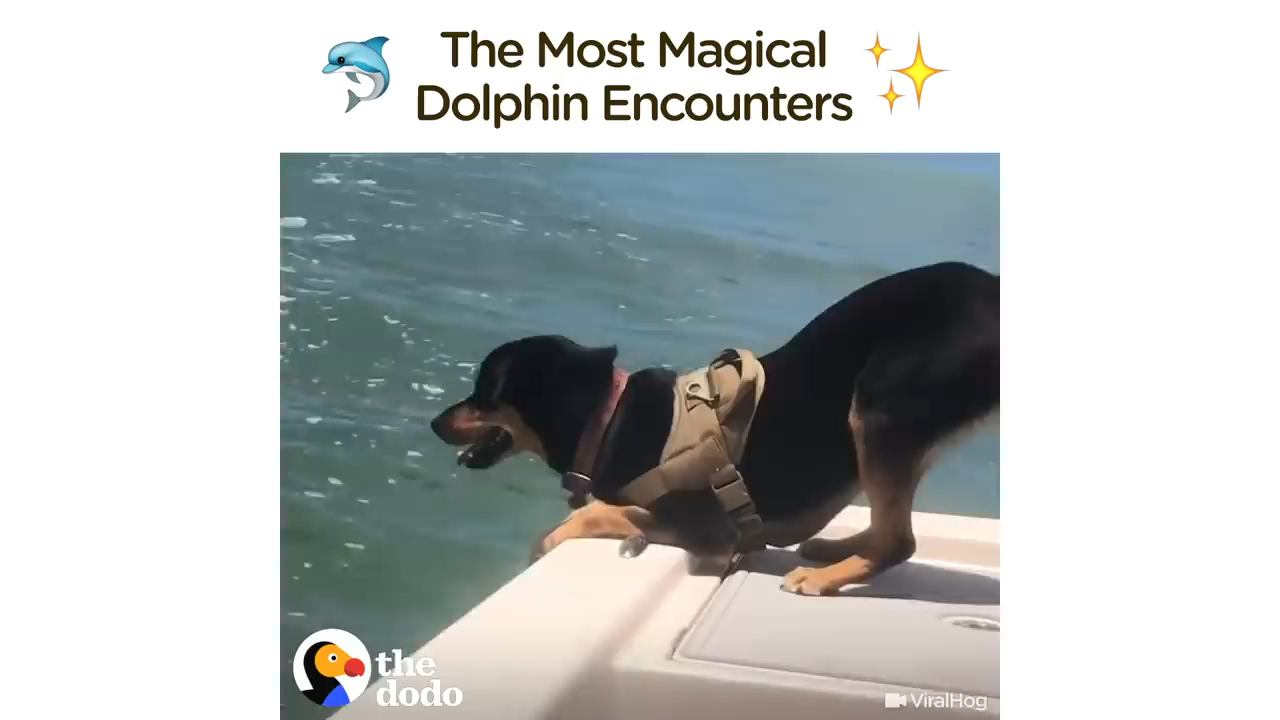 The Most Magical
Dolphin Encounters
the
dodo
ViralHog